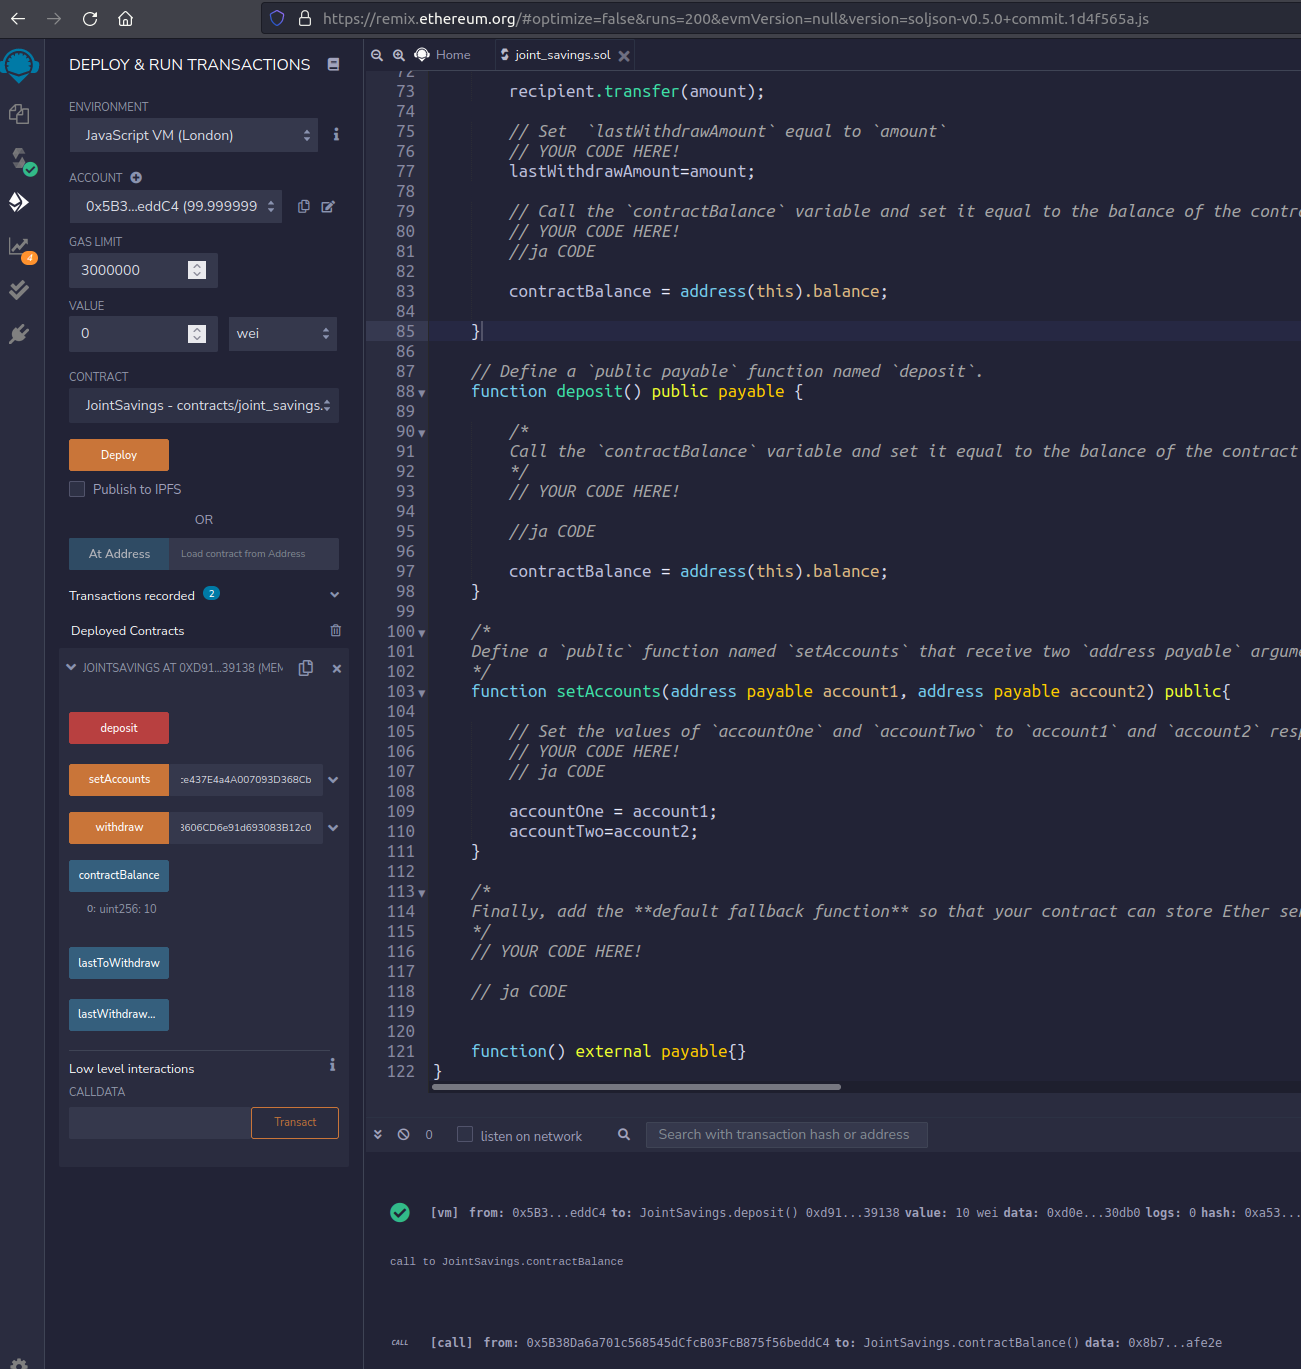 https://remix.ethereum.org/#optimize=false&runs=200&evmVersion=null&version=soljson-v0.5.0+commit.1d4f565a.js
DEPLOY & RUN TRANSACTIONS
ENVIRONMENT
JavaScript VM (London)
ACCOUNT
0x5B3...eddC4 (99.999999
GAS LIMIT
3000000
VALUE
0
wei
CONTRACT
JointSavings - contracts/joint_savings.
Deploy
Publish to IPFS
OR
At Address
Load contract from Address
Transactions recorded 2
Deployed Contracts
JOINTSAVINGS AT 0XD91...39138 (MEM
deposit
setAccounts
:e437E4a4A007093D368Cb
withdraw
3606CD6e91d693083B12c0
contractBalance
0: uint256: 10
lastToWithdraw
lastWithdraw...
Low level interactions
CALLDATA
Transact
4
Home
joint_savings.sol
72
73 recipient.transfer(amount);
74
75 // Set  `lastWithdrawAmount` equal to `amount`
76 // YOUR CODE HERE!
77 lastWithdrawAmount=amount;
78
79 // Call the `contractBalance` variable and set it equal to the balance of the contra
80 // YOUR CODE HERE!
81 //ja CODE
82
83 contractBalance = address(this).balance;
84
85 }
86
87 // Define a `public payable` function named `deposit`.
88 function deposit() public payable {
89
90 /*
91 Call the `contractBalance` variable and set it equal to the balance of the contract
92 */
93 // YOUR CODE HERE!
94
95 //ja CODE
96
97 contractBalance = address(this).balance;
98 }
99
100 /*
101 Define a `public` function named `setAccounts` that receive two `address payable` argume
102 */
103 function setAccounts(address payable account1, address payable account2) public{
104
105 // Set the values of `accountOne` and `accountTwo` to `account1` and `account2` resp
106 // YOUR CODE HERE!
107 // ja CODE
108
109 accountOne = account1;
110 accountTwo=account2;
111 }
112
113 /*
114 Finally, add the **default fallback function** so that your contract can store Ether sen
115 */
116 // YOUR CODE HERE!
117
118 // ja CODE
119
120
121 function() external payable{}
122 }
0
listen on network
Search with transaction hash or address
[vm] from: 0x5B3...eddC4 to: JointSavings.deposit() 0xd91...39138 value: 10 wei data: 0xd0e...30db0 logs: 0 hash: 0xa53...
call to JointSavings.contractBalance
CALL [call] from: 0x5B38Da6a701c568545dCfcB03FcB875f56beddC4 to: JointSavings.contractBalance() data: 0x8b7...afe2e